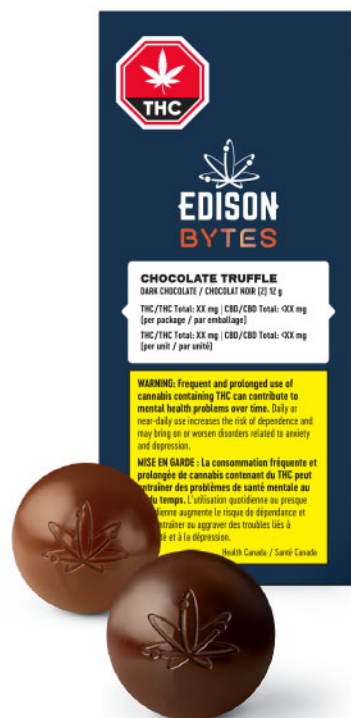 THC
EDISON
BYTES
CHOCOLATE TRUFFLE
DARK CHOCOLATE / CHOCOLAT NOIR (2) 12 g
THC/THC Total: XX mg | CBD/CBD Total: <XX mg
(per package / par emballage)
THC/THC Total: XX mg | CBD/CBD Total: <XX mg
(per unit / par unité)
WARNING: Frequent and prolonged use of
cannabis containing THC can contribute to
mental health problems over time. Daily or
near-daily use increases the risk of dependence and
may bring on or worsen disorders related to anxiety
and depression.
MISE EN GARDE : La consommation fréquente et
prolongée de cannabis contenant du THC peut
entraîner des problèmes de santé mentale au
du temps. L'utilisation quotidienne ou presque
augmente le risque de dépendance et
entraîner ou aggraver des troubles liés à
et à la dépression.
Health Canada / Santé Canada